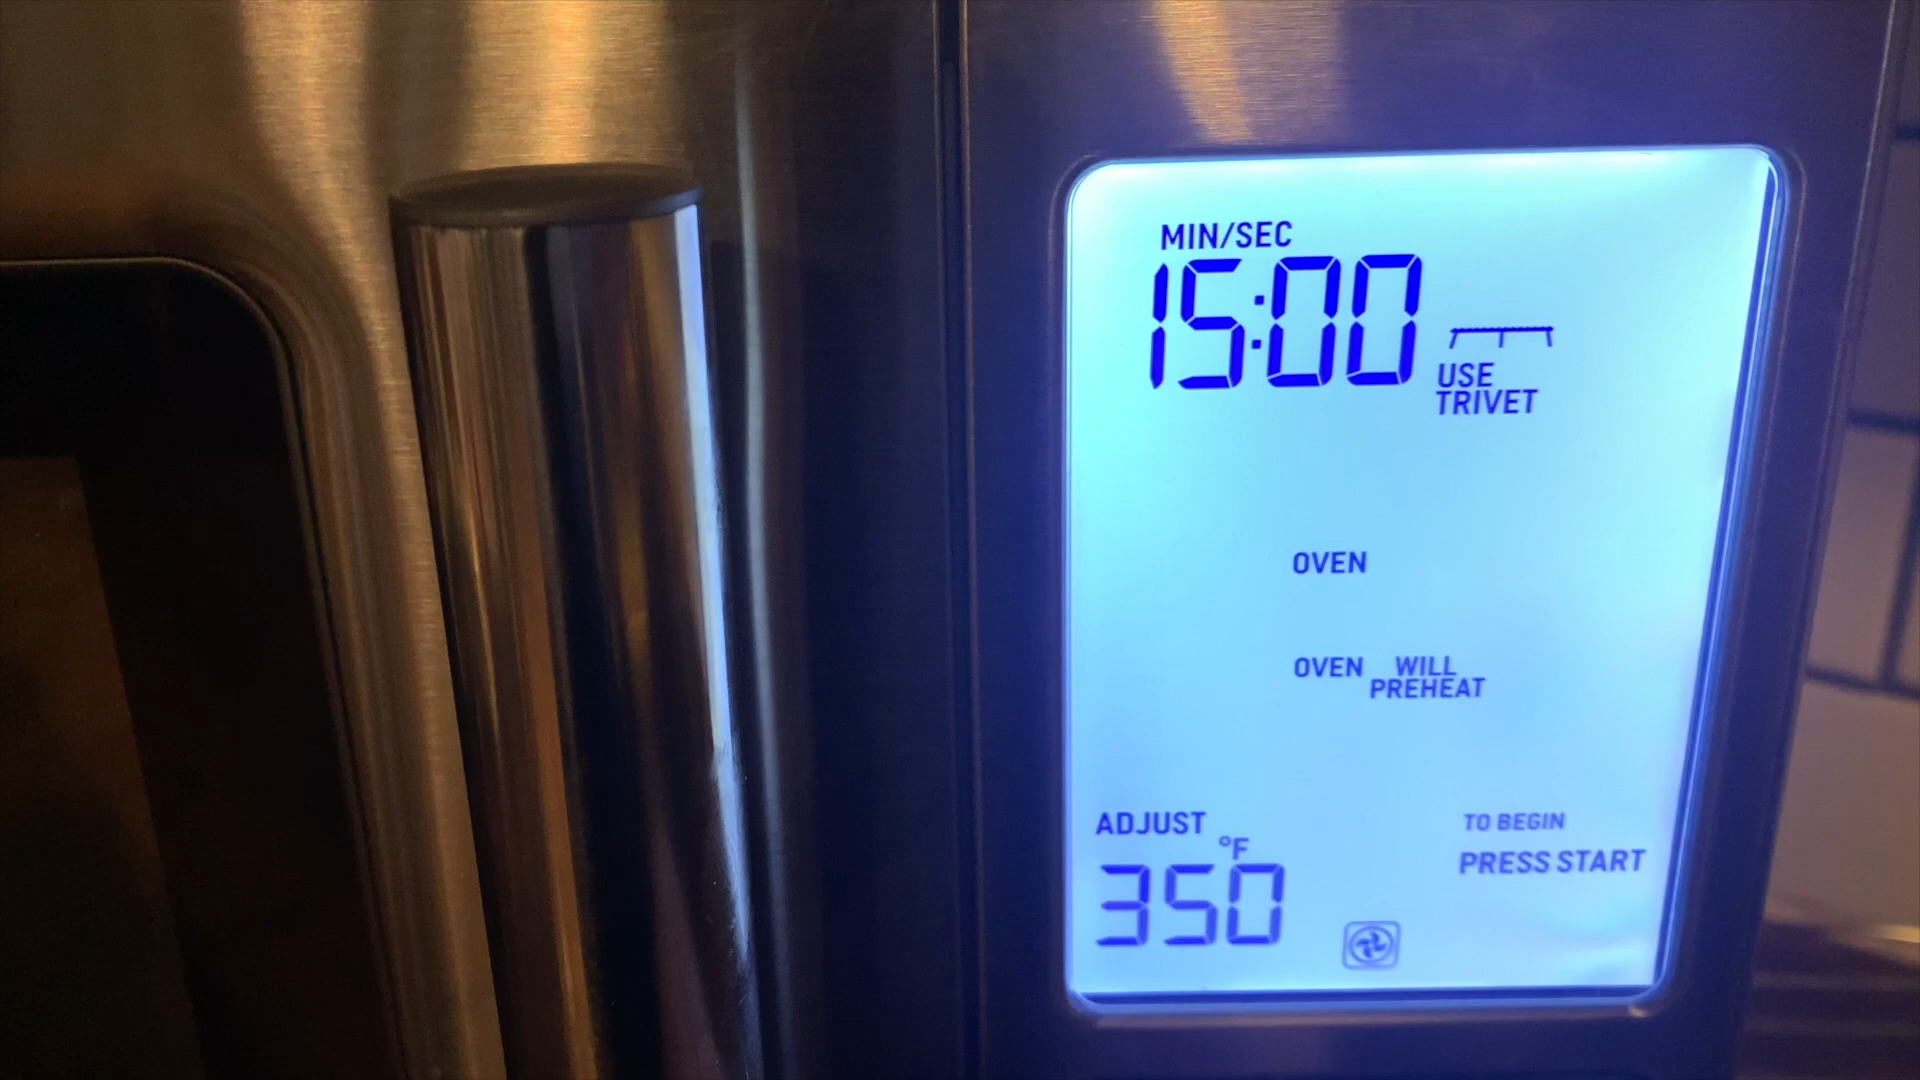 MIN/SEC
15:00
USE
TRIVET
OVEN
OVEN WILL
PREHEAT
ADJUST
°F
350
TO BEGIN
PRESS START